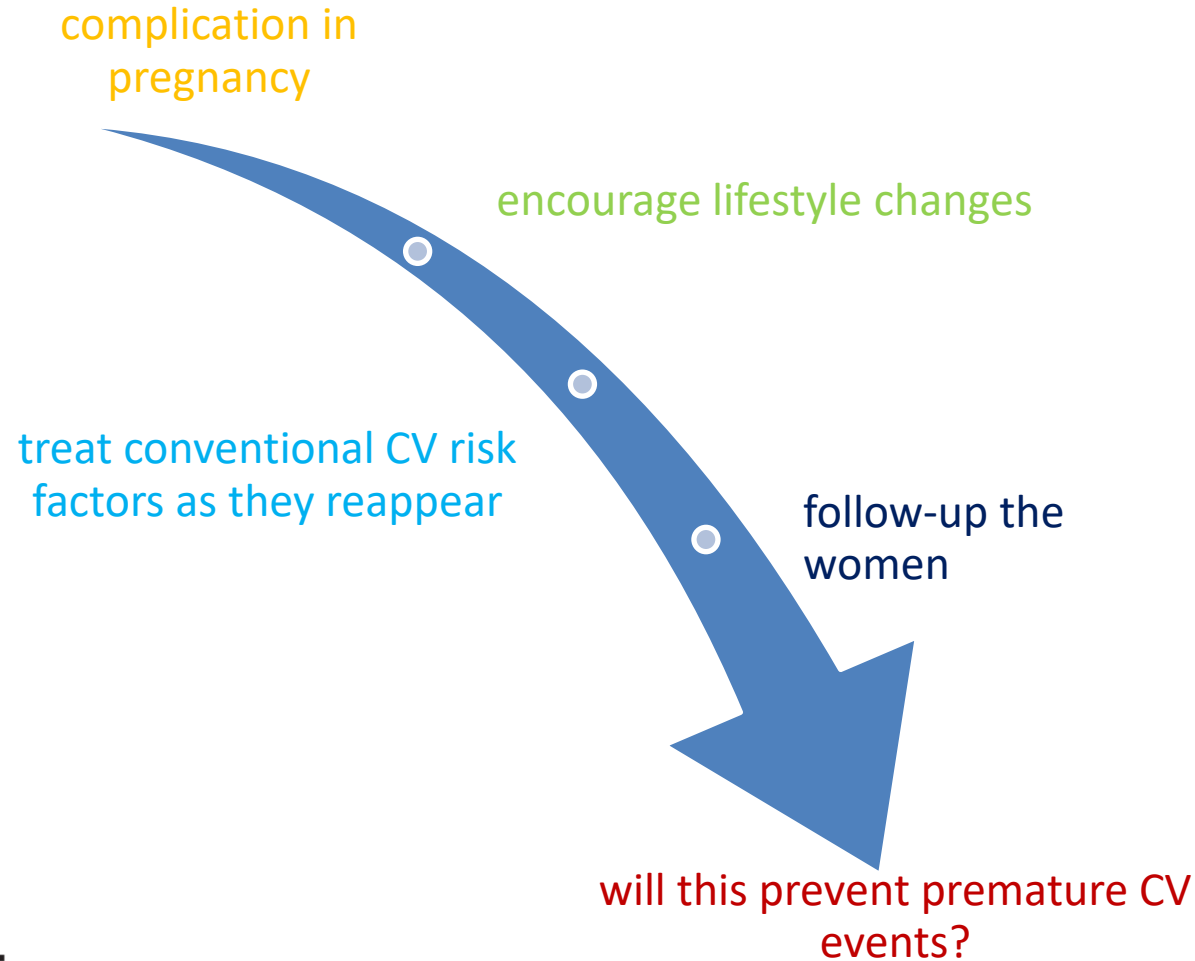 complication in
pregnancy
encourage lifestyle changes
treat conventional CV risk
factors as they reappear
follow-up the
women
will this prevent premature CV
events?